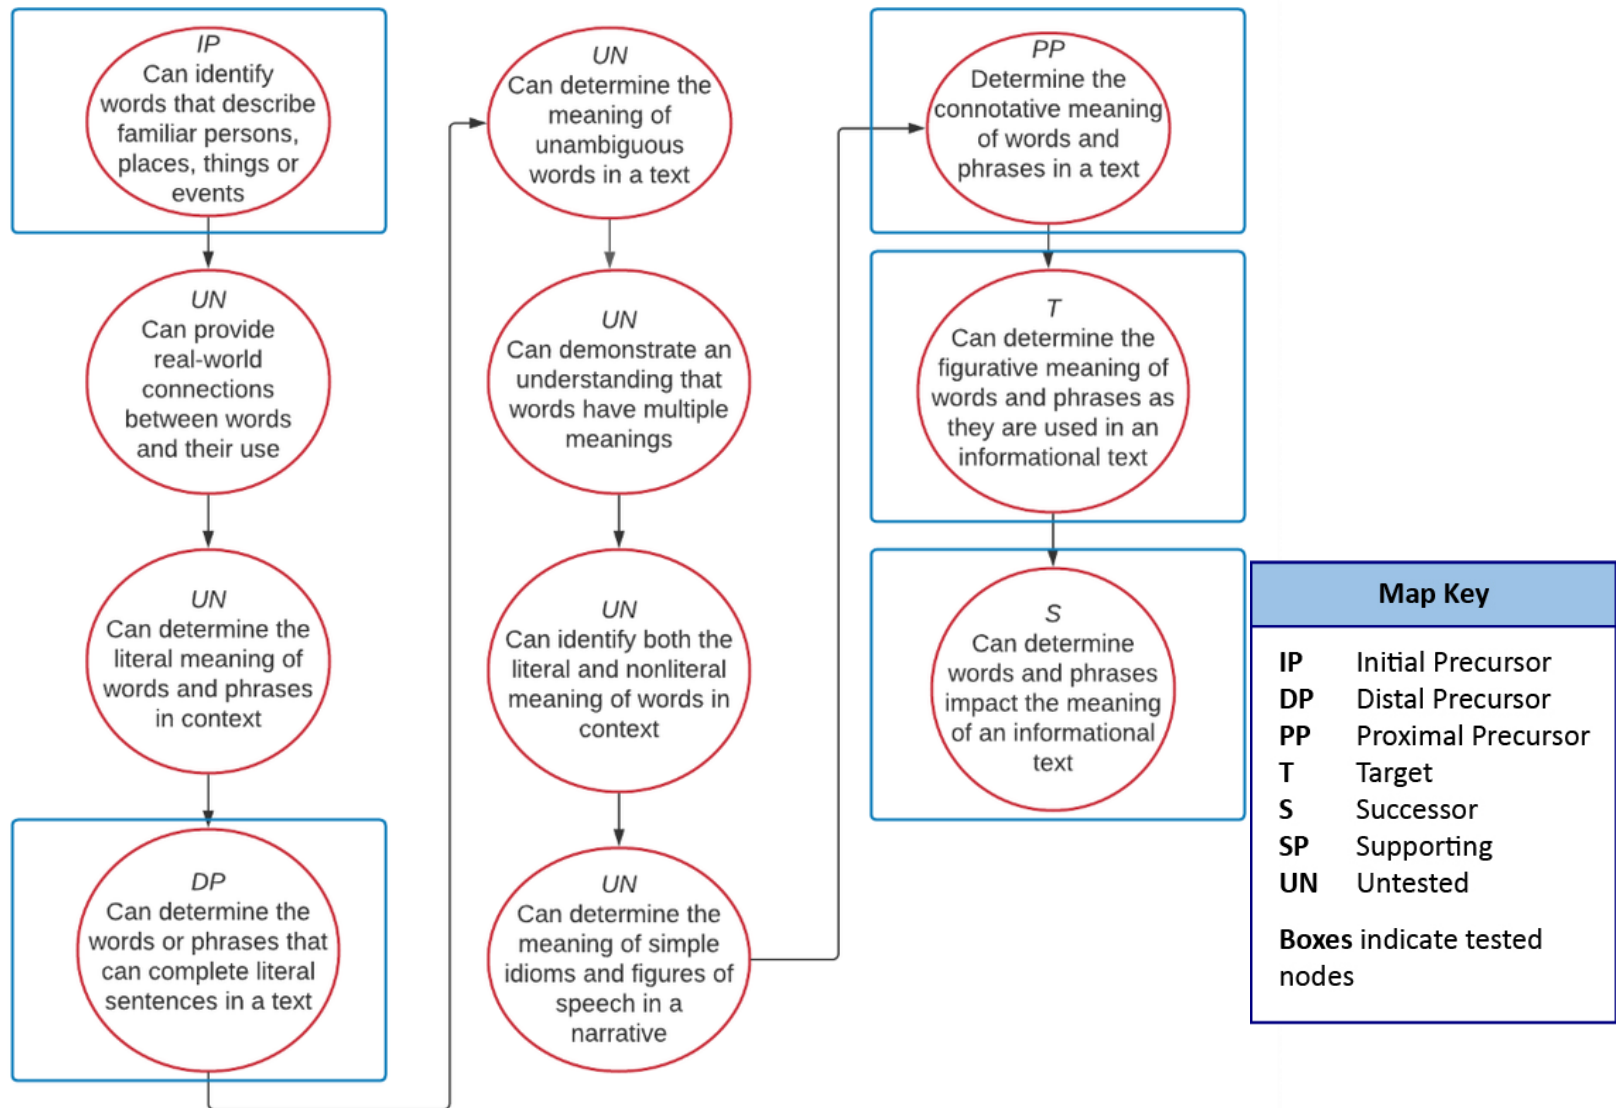 IP
Can identify
words that describe
familiar persons,
places, things or
events
UN
Can provide
real-world
connections
between words
and their use
UN
Can determine the
literal meaning of
words and phrases
in context
DP
Can determine the
words or phrases that
can complete literal
sentences in a text
UN
Can determine the
meaning of
unambiguous
words in a text
UN
Can demonstrate an
understanding that
words have multiple
meanings
UN
Can identify both the
literal and nonliteral
meaning of words in
context
UN
Can determine the
meaning of simple
idioms and figures of
speech in a
narrative
PP
Determine the
connotative meaning
of words and
phrases in a text
T
Can determine the
figurative meaning of
words and phrases as
they are used in an
informational text
S
Can determine
words and phrases
impact the meaning
of an informational
text
Map Key
IP Initial Precursor
DP Distal Precursor
PP Proximal Precursor
T Target
S Successor
SP Supporting
UN Untested
Boxes indicate tested
nodes